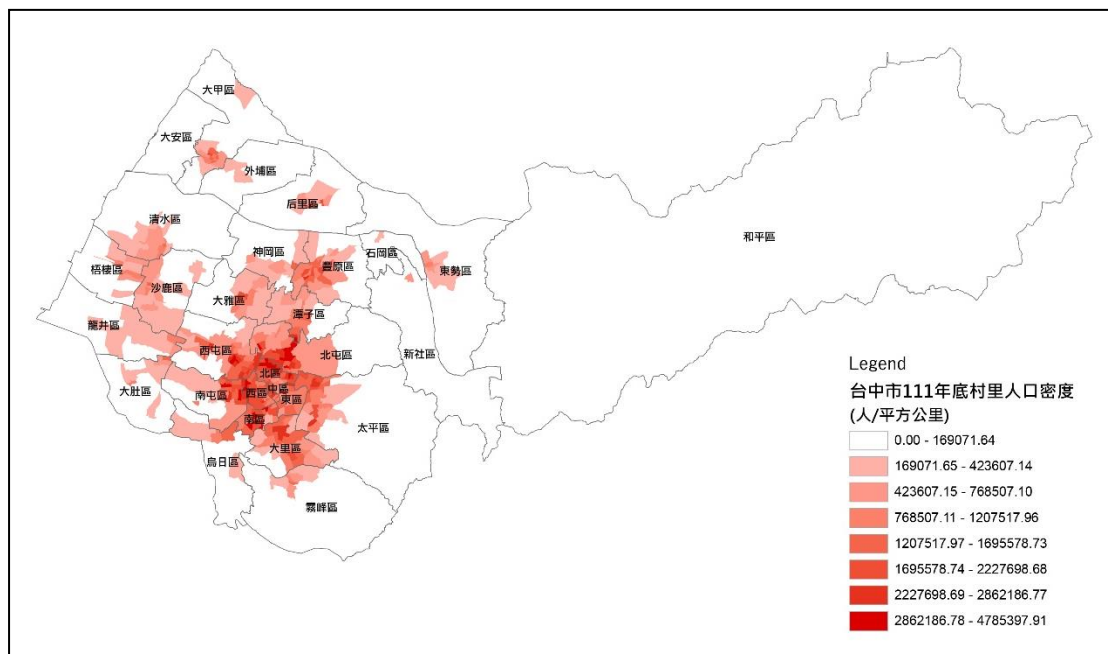 大甲區
大安區
外埔區
后里區
清水區
神岡區
石岡區
豐原區
東勢區
和平區
梧棲區
沙鹿區
大雅區
潭子區
龍井區
西屯區
北屯區
新社區
北區
大肚區
南屯區
西區
中區
東區
南區
太平區
大里區
烏日區
霧峰區
Legend
台中市111年底村里人口密度
(人/平方公里)
0.00 - 169071.64
169071.65 - 423607.14
423607.15 - 768507.10
768507.11 - 1207517.96
1207517.97 - 1695578.73
1695578.74 - 2227698.68
2227698.69 - 2862186.77
2862186.78 - 4785397.91